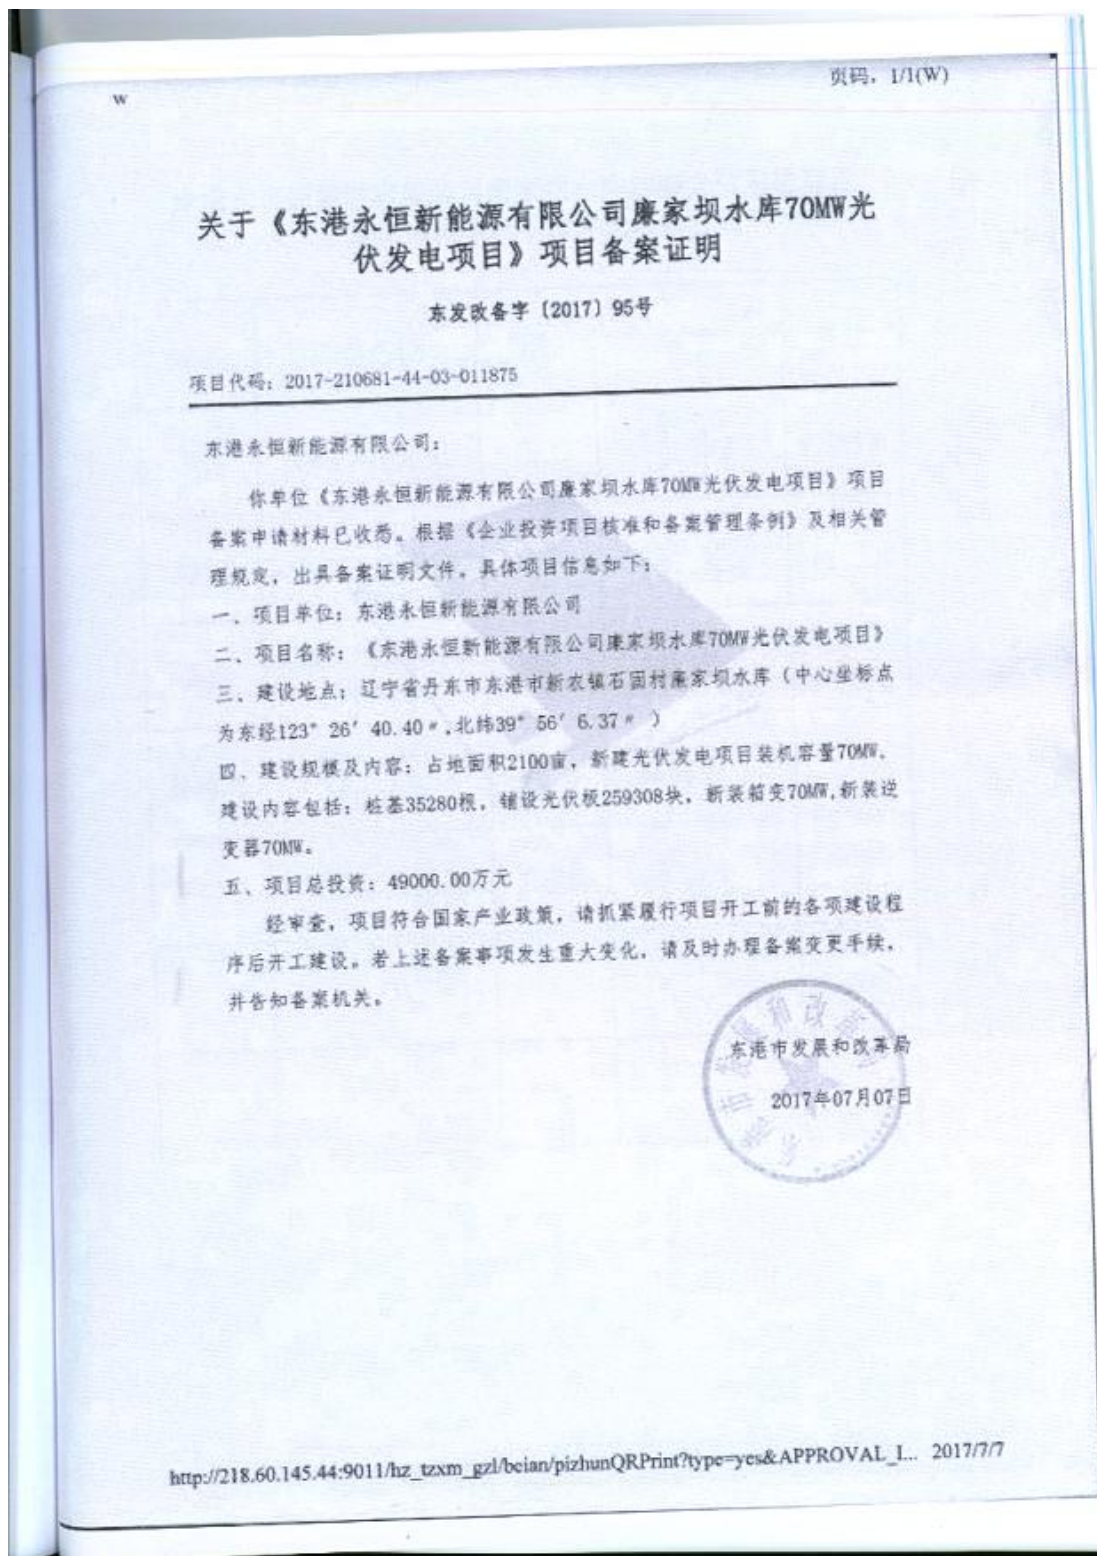 页码, 1/1(W)
w
关于《东港永恒新能源有限公司廉家坝水库70MW光
伏发电项目》项目备案证明
东发改备字〔2017〕95号
项目代码: 2017-210681-44-03-011875
东港永恒新能源有限公司:
你单位《东港永恒新能源有限公司廉家坝水库70MW光伏发电项目》项目
备案申请材料已收悉。根据《企业投资项目核准和备案管理条例》及相关管
理规定, 出具备案证明文件。具体项目信息如下:
一、项目单位: 东港永恒新能源有限公司
二、项目名称: 《东港永恒新能源有限公司廉家坝水库70MW光伏发电项目》
三、建设地点: 辽宁省丹东市东港市新农镇石固村廉家坝水库(中心坐标点
为东经123° 26′ 40.40〃,北纬39° 56′ 6.37〃 )
四、建设规模及内容: 占地面积2100亩, 新建光伏发电项目装机容量70MW,
建设内容包括: 桩基35280根, 铺设光伏板259308块, 新装箱变70MW,新装逆
变器70MW。
五、项目总投资: 49000.00万元
经审查, 项目符合国家产业政策, 请抓紧履行项目开工前的各项建设程
序后开工建设。若上述备案事项发生重大变化, 请及时办理备案变更手续,
并告知备案机关。
东港市发展和改革局
2017年07月07日
http://218.60.145.44:9011/hz_tzxm_gzl/beian/pizhunQRPrint?type=yes&APPROVAL_I... 2017/7/7